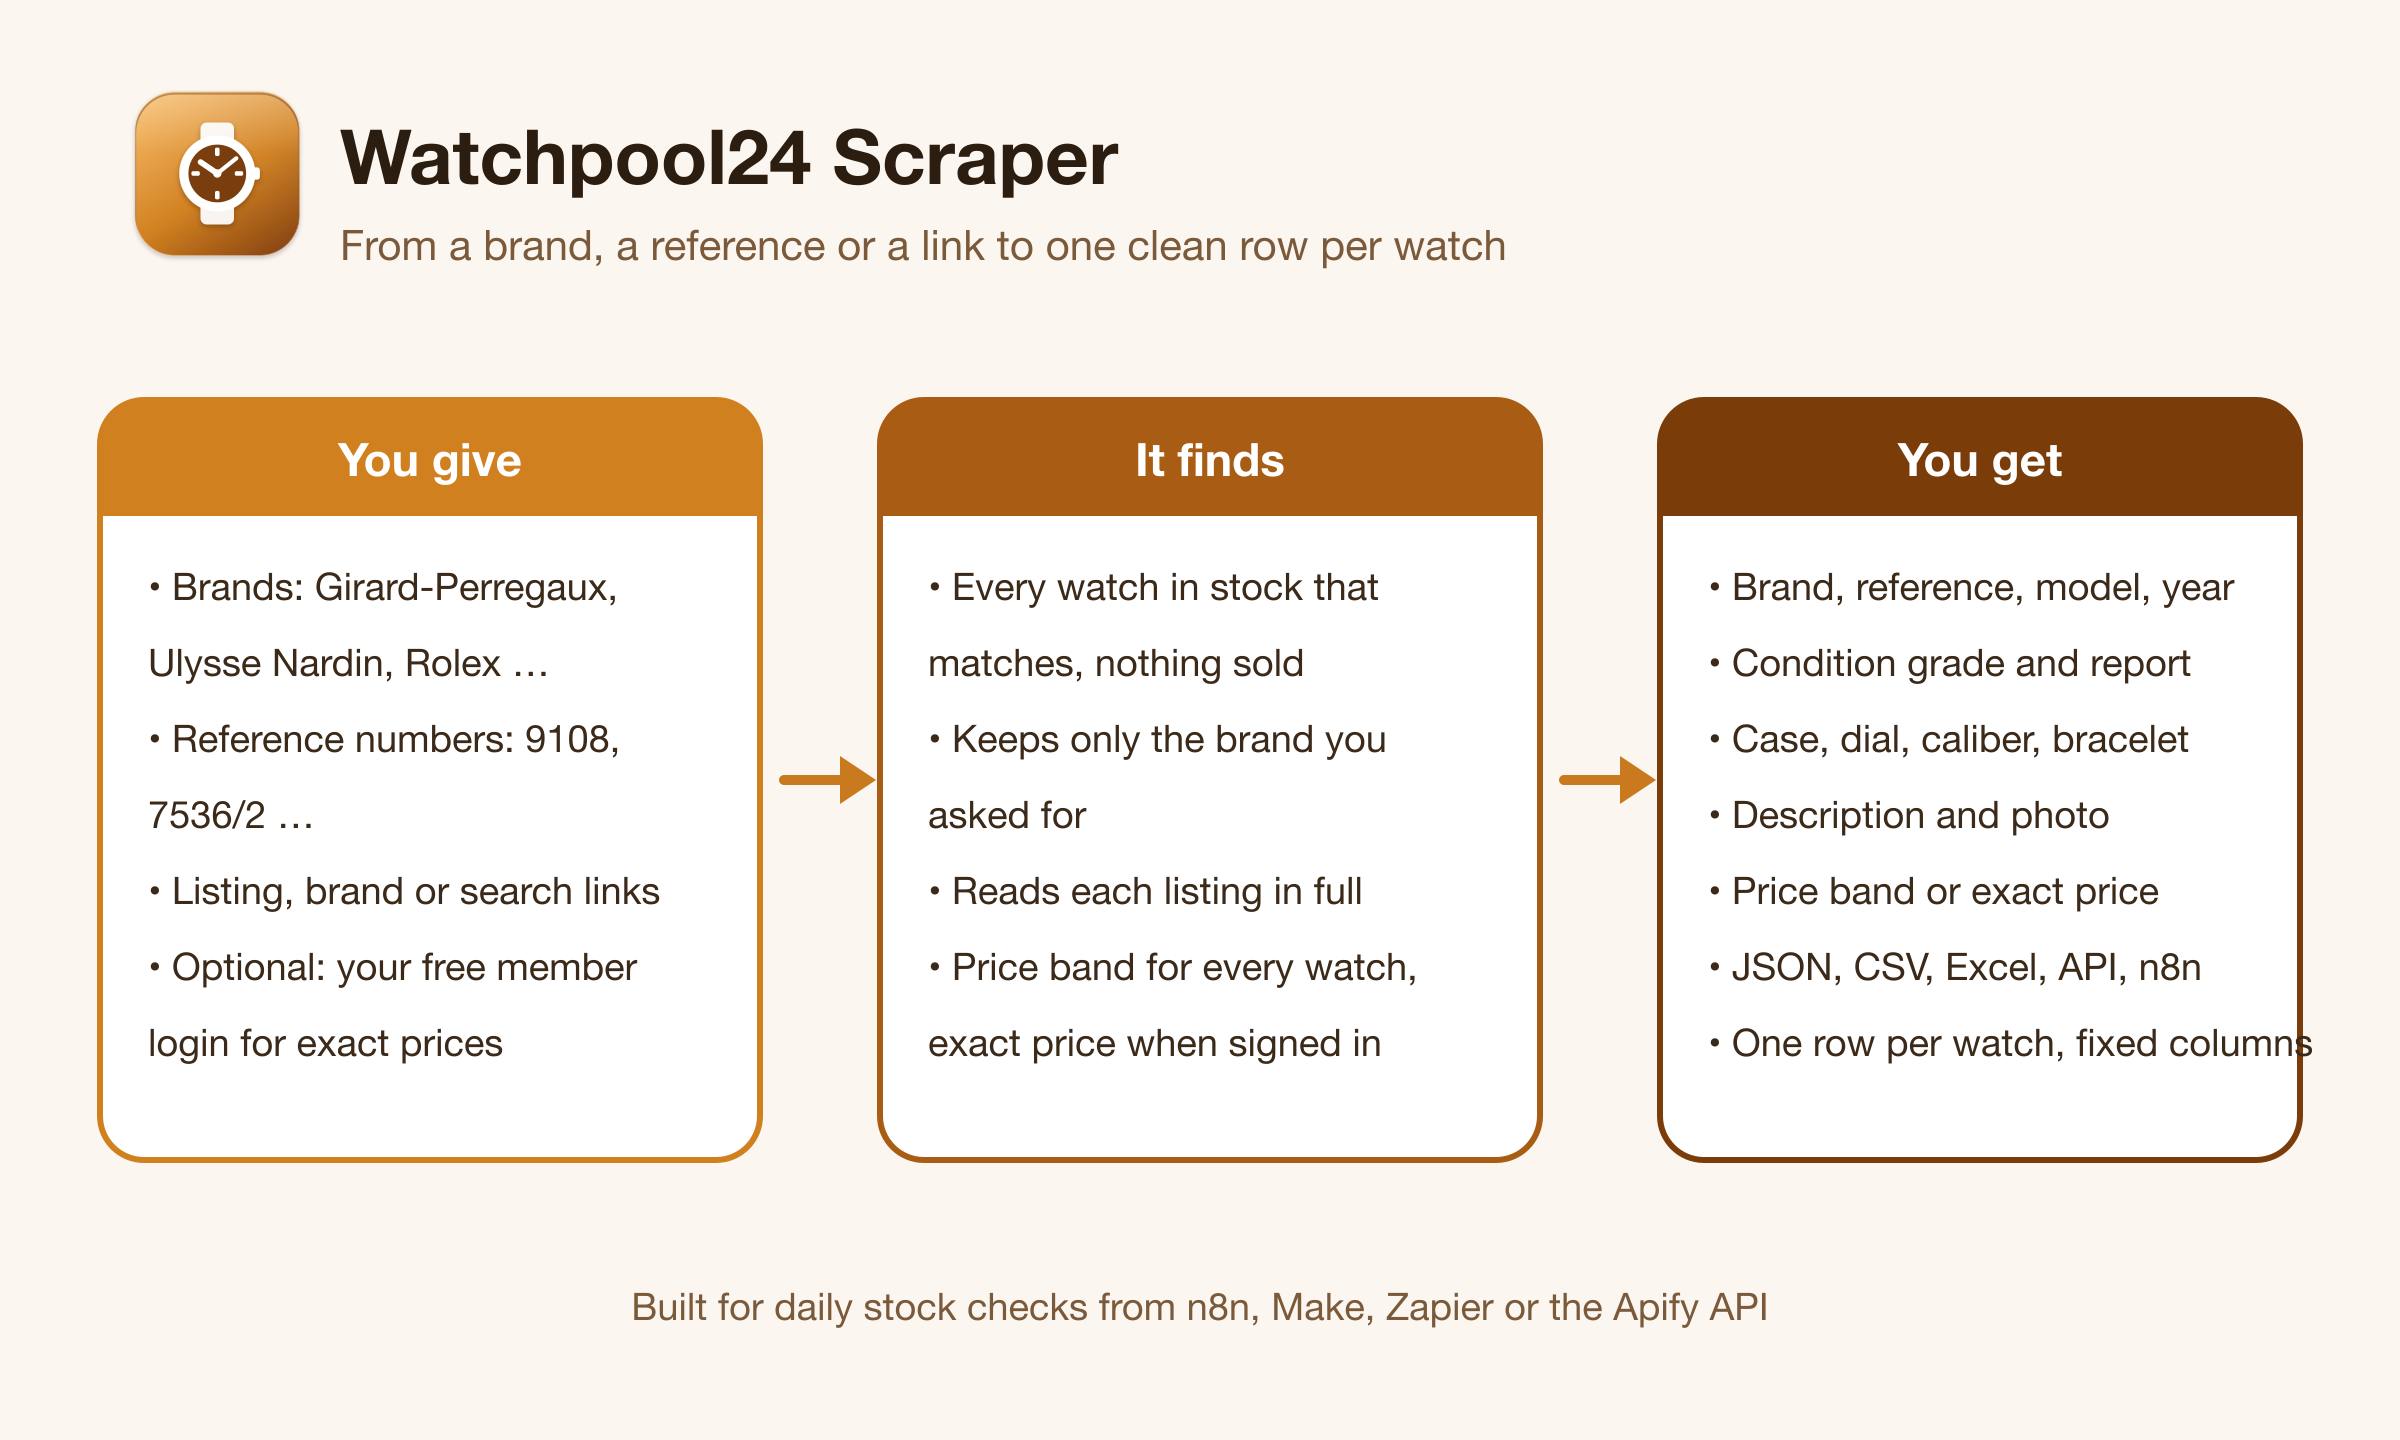 Watchpool24 Scraper
From a brand, a reference or a link to one clean row per watch
You give
• Brands: Girard-Perregaux,
Ulysse Nardin, Rolex …
• Reference numbers: 9108,
7536/2 …
• Listing, brand or search links
• Optional: your free member
login for exact prices
It finds
• Every watch in stock that
matches, nothing sold
• Keeps only the brand you
asked for
• Reads each listing in full
• Price band for every watch,
exact price when signed in
You get
• Brand, reference, model, year
• Condition grade and report
• Case, dial, caliber, bracelet
• Description and photo
• Price band or exact price
• JSON, CSV, Excel, API, n8n
• One row per watch, fixed columns
Built for daily stock checks from n8n, Make, Zapier or the Apify API